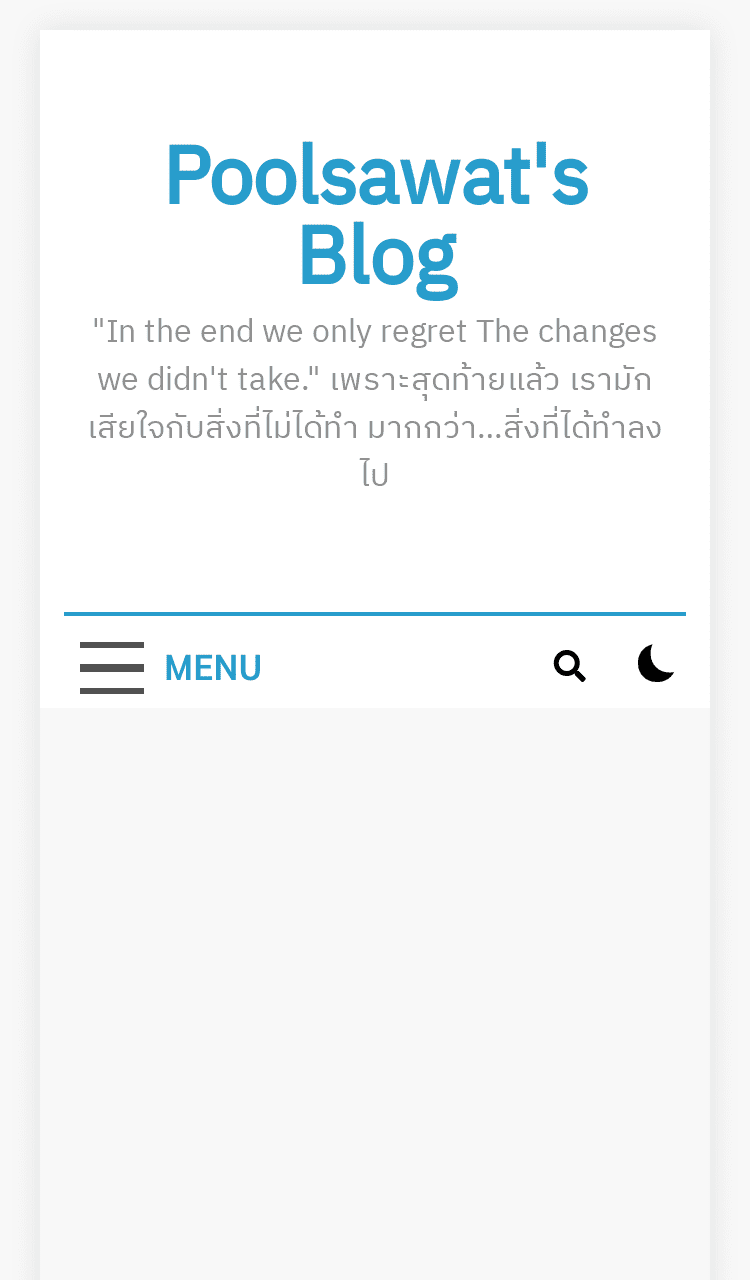 Poolsawat's
Blog
"In the end we only regret The changes
we didn't take." เพราะสุดท้ายแล้ว เรามัก
เสียใจกับสิ่งที่ไม่ได้ทำ มากกว่า...สิ่งที่ได้ทำลง
ไป
MENU